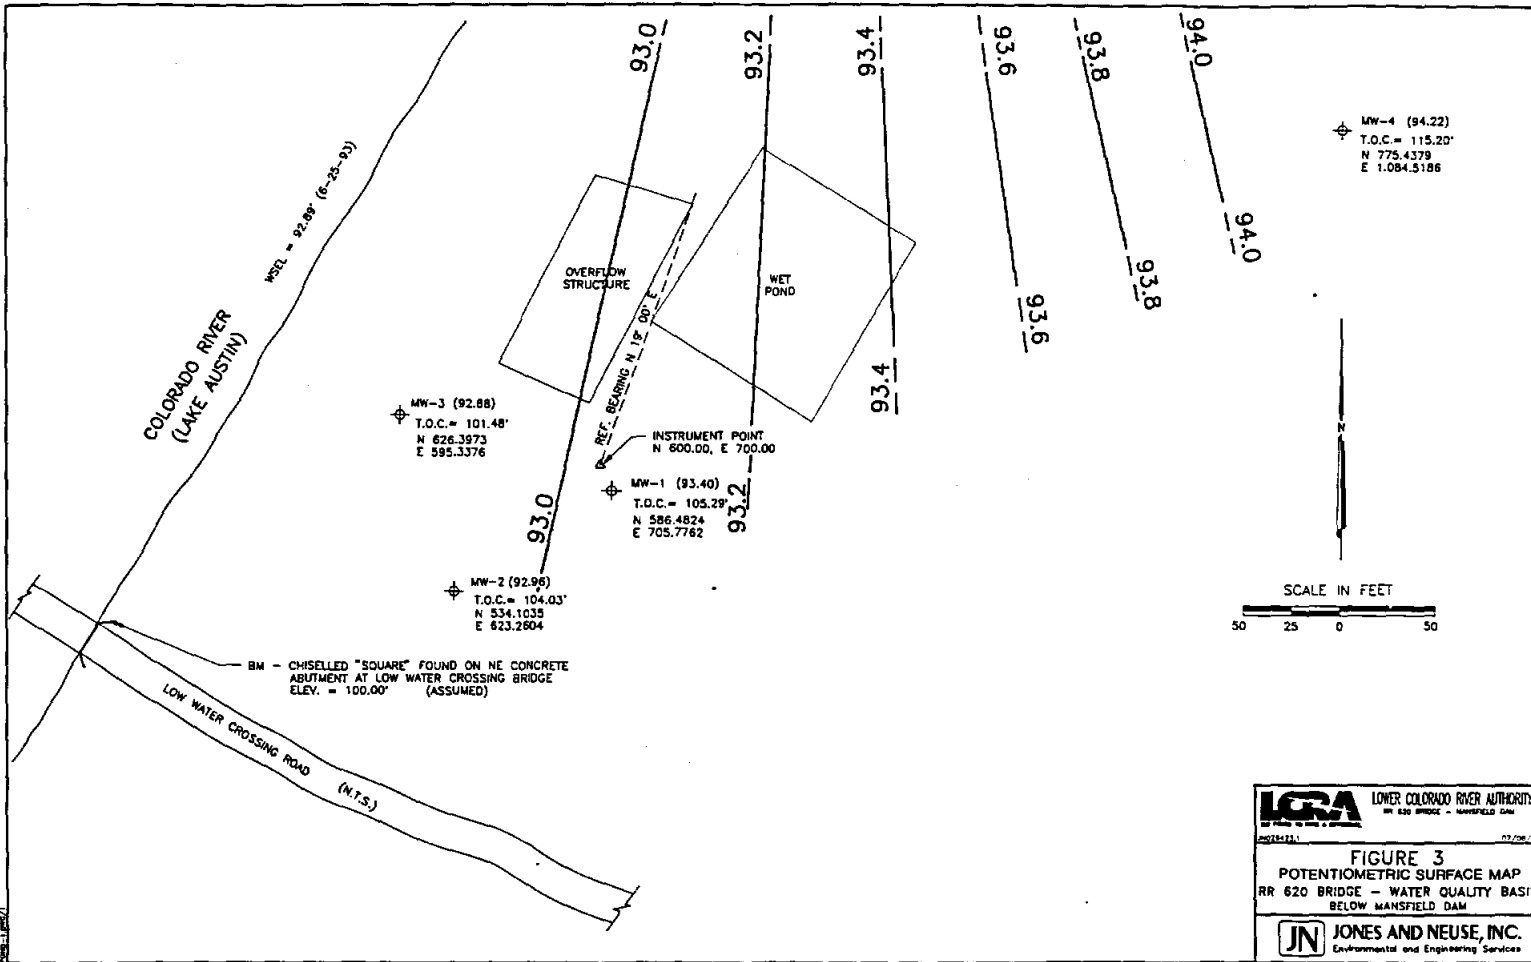 93.0
93.2
93.4
93.6
93.8
94.0
MW-4 (94.22)
T.O.C.= 115.20'
N 775.4379
E 1.084.5186
WSEL = 92.89' (6-25-93)
COLORADO RIVER
(LAKE AUSTIN)
OVERFLOW
STRUCTURE
WET
POND
REF. BEARING N 19° 00' E
94.0
93.8
93.6
93.4
93.2
93.0
MW-3 (92.88)
T.O.C.= 101.48'
N 626.3973
E 595.3376
INSTRUMENT POINT
N 600.00, E 700.00
MW-1 (93.40)
T.O.C.= 105.29'
N 586.4824
E 705.7762
MW-2 (92.96)
T.O.C.= 104.03'
N 534.1035
E 623.2604
BM - CHISELLED "SQUARE" FOUND ON NE CONCRETE
ABUTMENT AT LOW WATER CROSSING BRIDGE
ELEV. = 100.00' (ASSUMED)
LOW WATER CROSSING ROAD (N.T.S.)
N
SCALE IN FEET
50 25 0 50
LCRA
LOWER COLORADO RIVER AUTHORITY
RR 620 BRIDGE - MANSFIELD DAM
FIGURE 3
POTENTIOMETRIC SURFACE MAP
RR 620 BRIDGE - WATER QUALITY BASI
BELOW MANSFIELD DAM
JN
JONES AND NEUSE, INC.
Environmental and Engineering Services